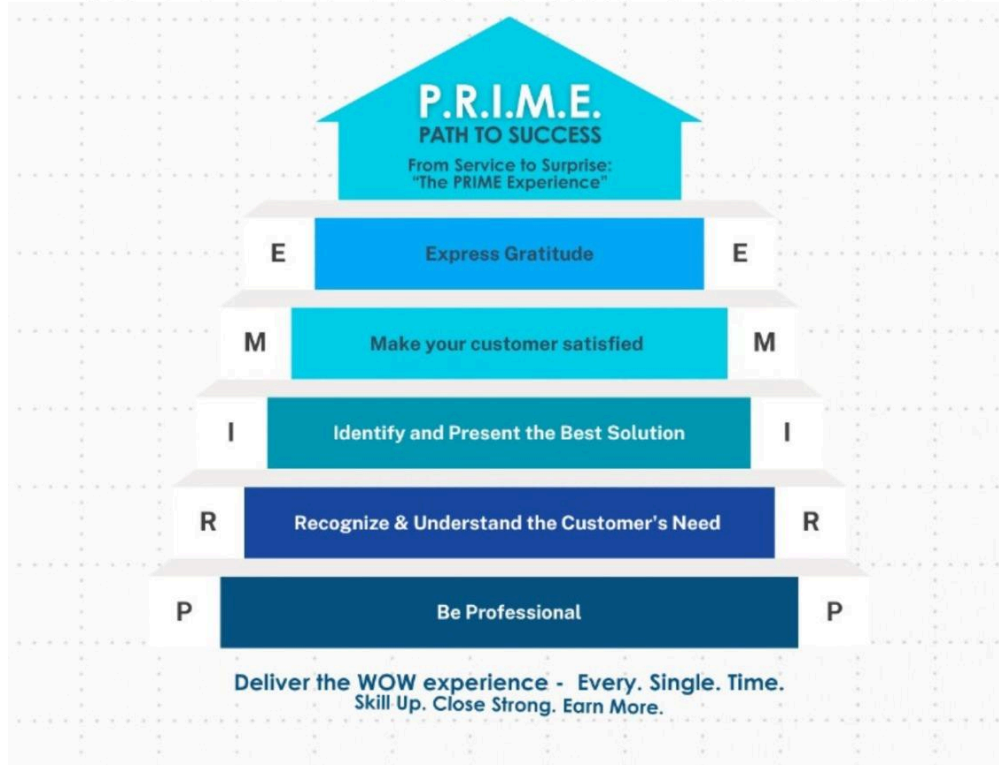 P.R.I.M.E.
PATH TO SUCCESS
From Service to Surprise:
"The PRIME Experience"
E Express Gratitude E
M Make your customer satisfied M
I Identify and Present the Best Solution I
R Recognize & Understand the Customer's Need R
P Be Professional P
Deliver the WOW experience - Every. Single. Time.
Skill Up. Close Strong. Earn More.